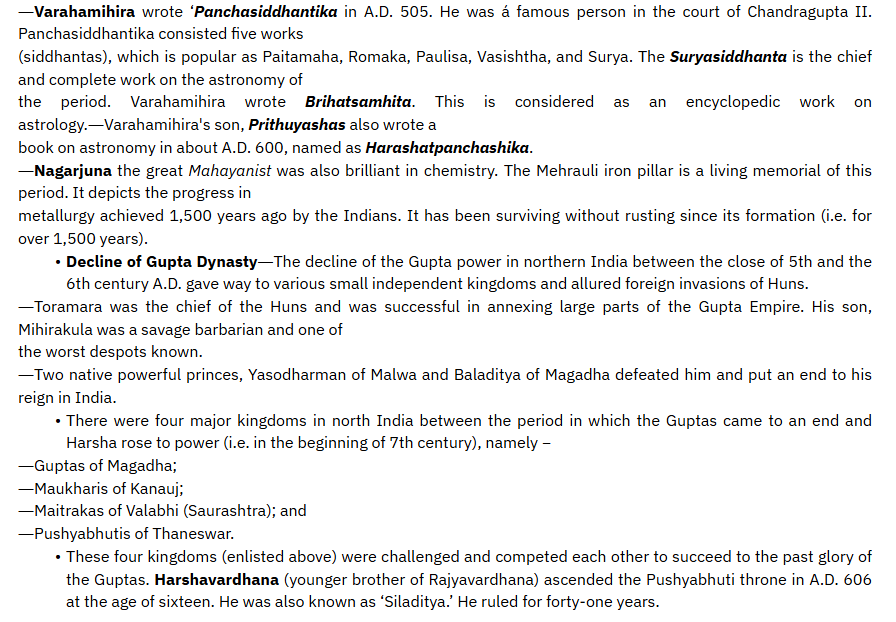 —Varahamihira wrote ‘Panchasiddhantika in A.D. 505. He was á famous person in the court of Chandragupta II.
Panchasiddhantika consisted five works
(siddhantas), which is popular as Paitamaha, Romaka, Paulisa, Vasishtha, and Surya. The Suryasiddhanta is the chief
and complete work on the astronomy of
the period. Varahamihira wrote Brihatsamhita. This is considered as an encyclopedic work on
astrology.—Varahamihira's son, Prithuyashas also wrote a
book on astronomy in about A.D. 600, named as Harashatpanchashika.
—Nagarjuna the great Mahayanist was also brilliant in chemistry. The Mehrauli iron pillar is a living memorial of this
period. It depicts the progress in
metallurgy achieved 1,500 years ago by the Indians. It has been surviving without rusting since its formation (i.e. for
over 1,500 years).
• Decline of Gupta Dynasty—The decline of the Gupta power in northern India between the close of 5th and the
6th century A.D. gave way to various small independent kingdoms and allured foreign invasions of Huns.
—Toramara was the chief of the Huns and was successful in annexing large parts of the Gupta Empire. His son,
Mihirakula was a savage barbarian and one of
the worst despots known.
—Two native powerful princes, Yasodharman of Malwa and Baladitya of Magadha defeated him and put an end to his
reign in India.
• There were four major kingdoms in north India between the period in which the Guptas came to an end and
Harsha rose to power (i.e. in the beginning of 7th century), namely –
—Guptas of Magadha;
—Maukharis of Kanauj;
—Maitrakas of Valabhi (Saurashtra); and
—Pushyabhutis of Thaneswar.
• These four kingdoms (enlisted above) were challenged and competed each other to succeed to the past glory of
the Guptas. Harshavardhana (younger brother of Rajyavardhana) ascended the Pushyabhuti throne in A.D. 606
at the age of sixteen. He was also known as ‘Siladitya.’ He ruled for forty-one years.